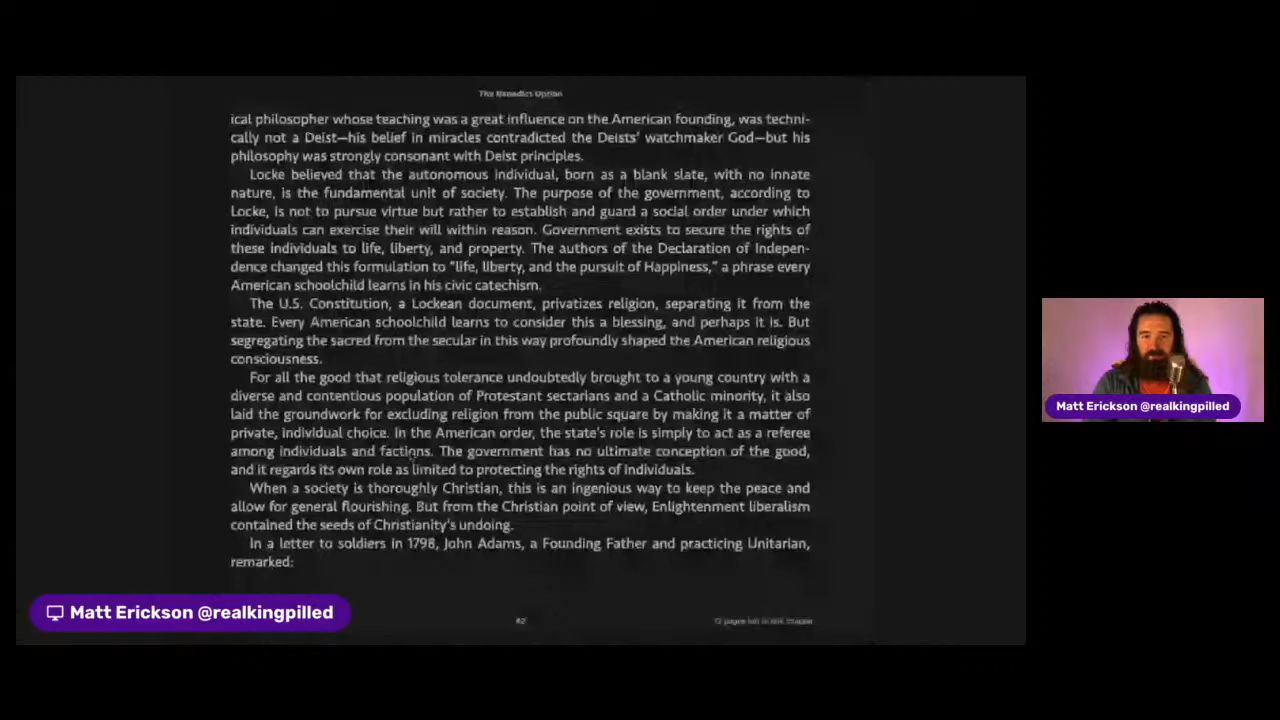 The Benedict Option
ical philosopher whose teaching was a great influence on the American founding, was techni-
cally not a Deist—his belief in miracles contradicted the Deists' watchmaker God—but his
philosophy was strongly consonant with Deist principles.
Locke believed that the autonomous individual, born as a blank slate, with no innate
nature, is the fundamental unit of society. The purpose of the government, according to
Locke, is not to pursue virtue but rather to establish and guard a social order under which
individuals can exercise their will within reason. Government exists to secure the rights of
these individuals to life, liberty, and property. The authors of the Declaration of Indepen-
dence changed this formulation to "life, liberty, and the pursuit of Happiness," a phrase every
American schoolchild learns in his civic catechism.
The U.S. Constitution, a Lockean document, privatizes religion, separating it from the
state. Every American schoolchild learns to consider this a blessing, and perhaps it is. But
segregating the sacred from the secular in this way profoundly shaped the American religious
consciousness.
For all the good that religious tolerance undoubtedly brought to a young country with a
diverse and contentious population of Protestant sectarians and a Catholic minority, it also
laid the groundwork for excluding religion from the public square by making it a matter of
private, individual choice. In the American order, the state's role is simply to act as a referee
among individuals and factions. The government has no ultimate conception of the good,
and it regards its own role as limited to protecting the rights of individuals.
When a society is thoroughly Christian, this is an ingenious way to keep the peace and
allow for general flourishing. But from the Christian point of view, Enlightenment liberalism
contained the seeds of Christianity's undoing.
In a letter to soldiers in 1798, John Adams, a Founding Father and practicing Unitarian,
remarked:
pages left in this chapter
Matt Erickson @realkingpilled
Matt Erickson @realkingpilled